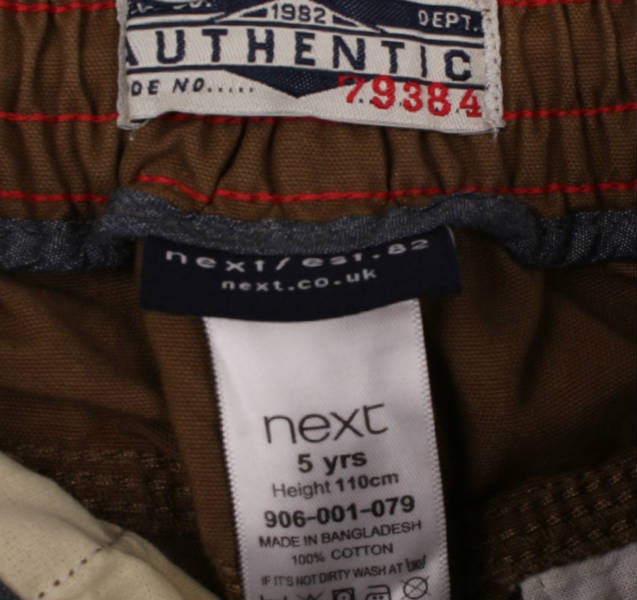 1982 DEPT.
AUTHENTIC
DE NO..... 79384
next/est.82
next.co.uk
next
5 yrs
Height 110cm
906-001-079
MADE IN BANGLADESH
100% COTTON
IF IT'S NOT DIRTY WASH AT